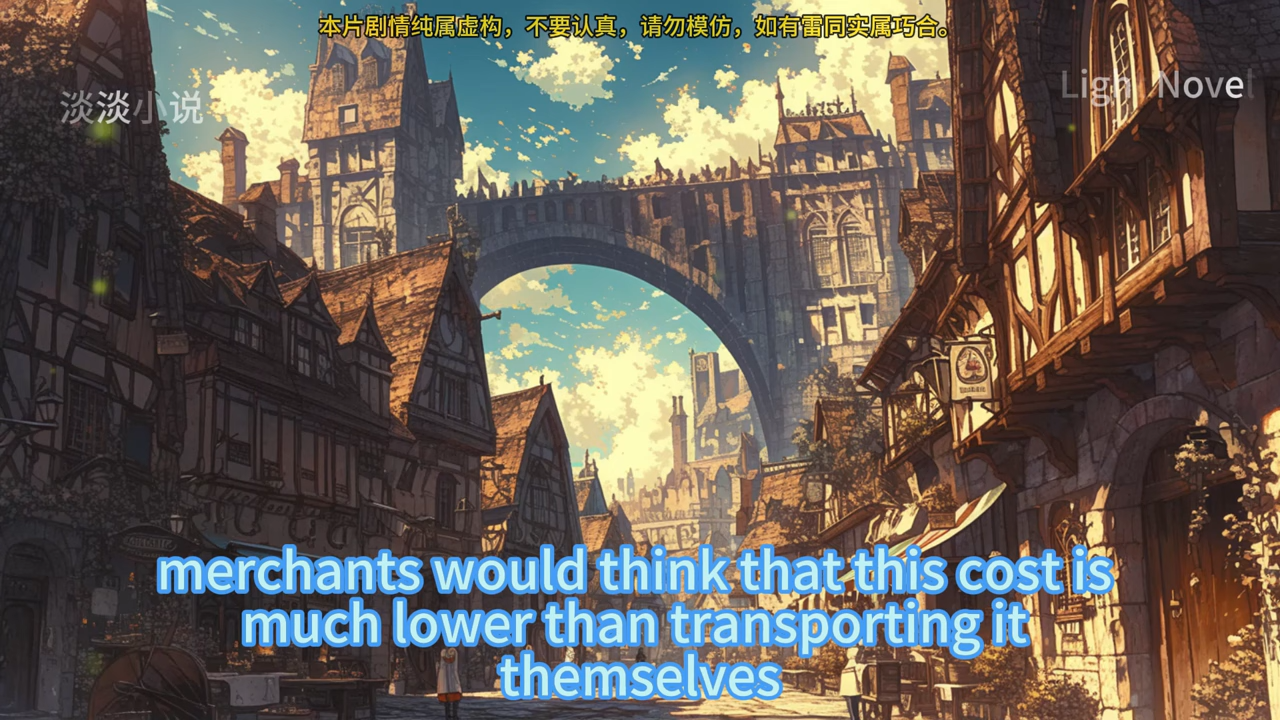 本片剧情纯属虚构，不要认真，请勿模仿，如有雷同实属巧合。
淡淡小说
Light Novel
merchants would think that this cost is
much lower than transporting it
themselves